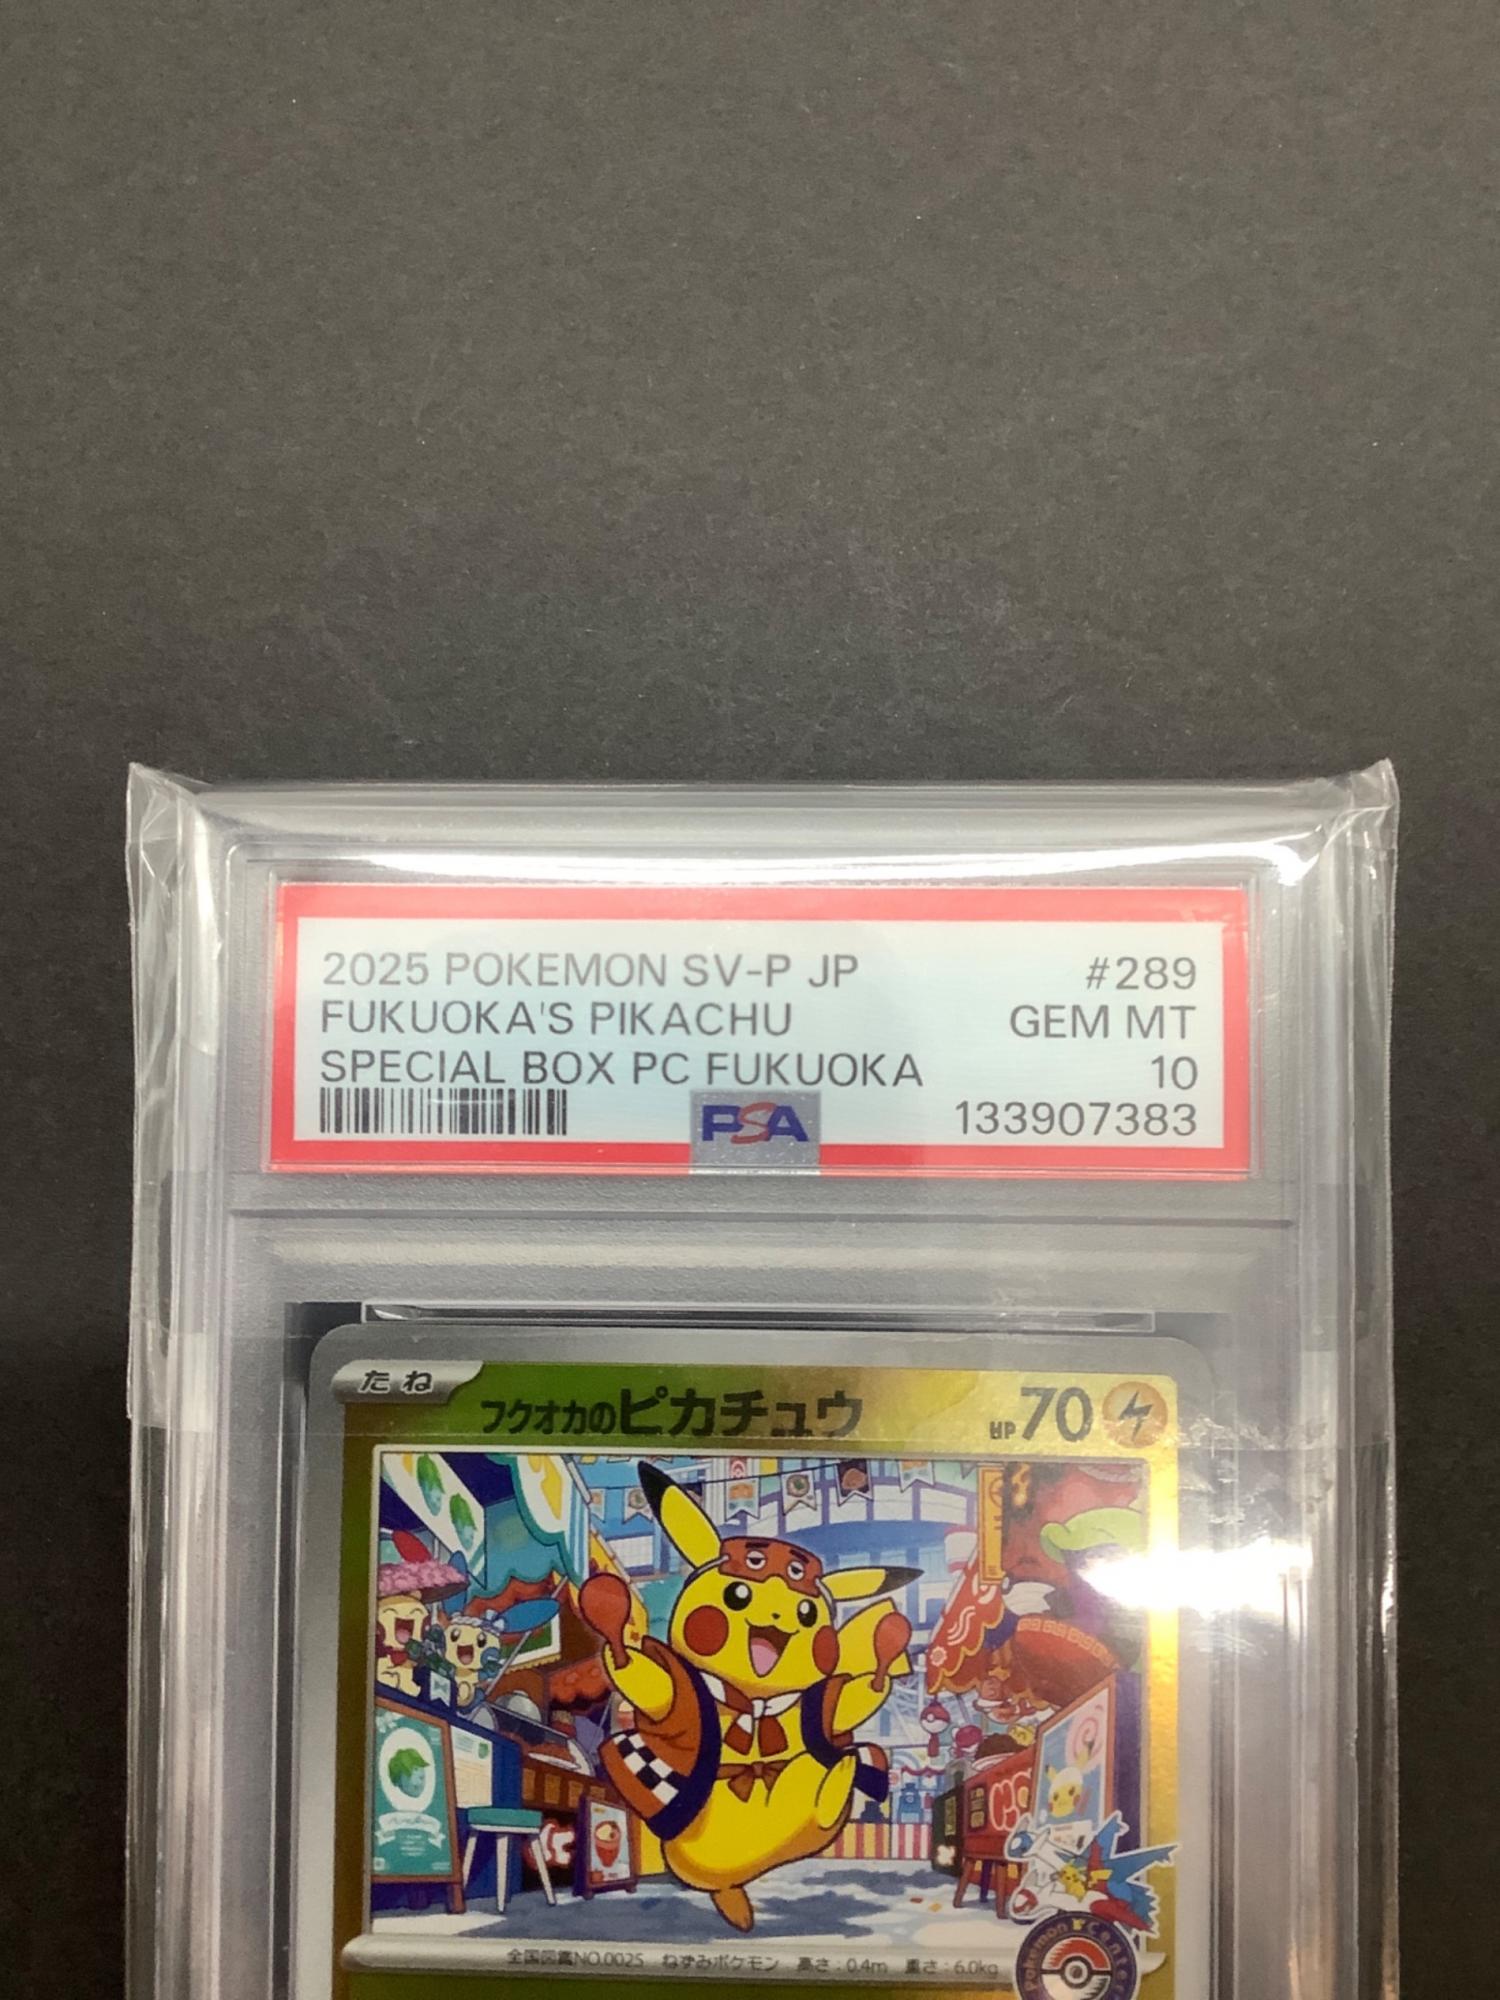 2025 POKEMON SV-P JP #289
FUKUOKA'S PIKACHU GEM MT
SPECIAL BOX PC FUKUOKA 10
PSA 133907383
たね
フクオカのピカチュウ HP 70
全国図鑑NO.0025 ねずみポケモン 高さ:0.4m 重さ:6.0kg
Pokémon Center